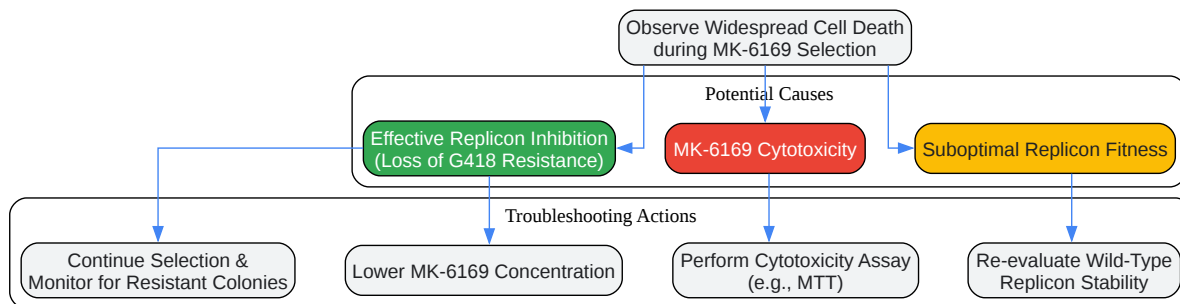 Observe Widespread Cell Death
during MK-6169 Selection
Potential Causes
Effective Replicon Inhibition
(Loss of G418 Resistance)
MK-6169 Cytotoxicity
Suboptimal Replicon Fitness
Troubleshooting Actions
Continue Selection &
Monitor for Resistant Colonies
Lower MK-6169 Concentration
Perform Cytotoxicity Assay
(e.g., MTT)
Re-evaluate Wild-Type
Replicon Stability